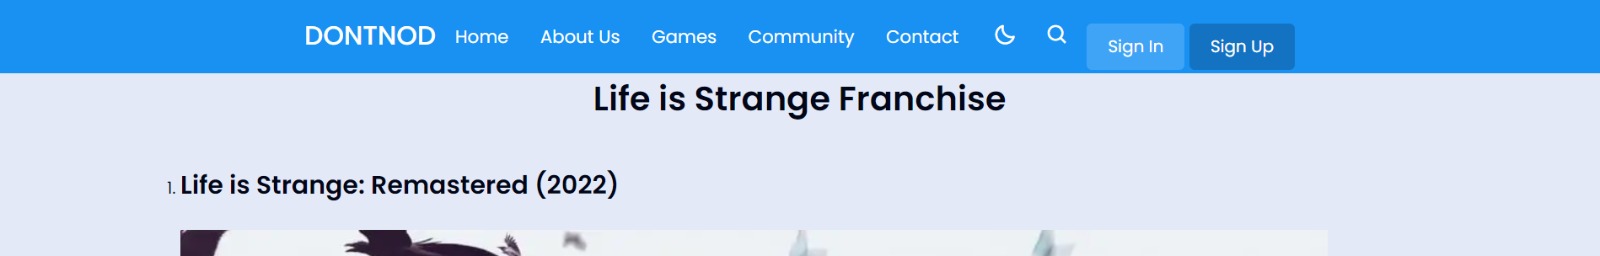 DONTNOD Home About Us Games Community Contact Sign In Sign Up
Life is Strange Franchise
1. Life is Strange: Remastered (2022)